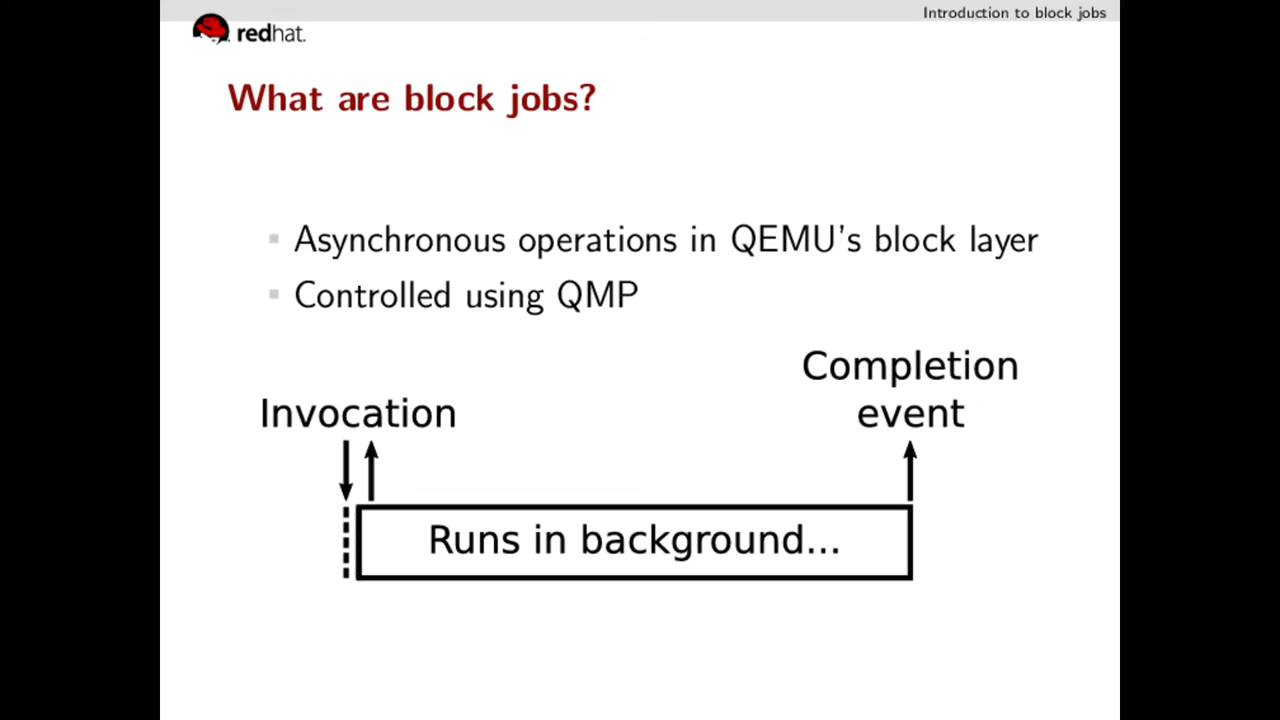 Introduction to block jobs
redhat.
What are block jobs?
Asynchronous operations in QEMU's block layer
Controlled using QMP
Completion
event
Invocation
Runs in background...